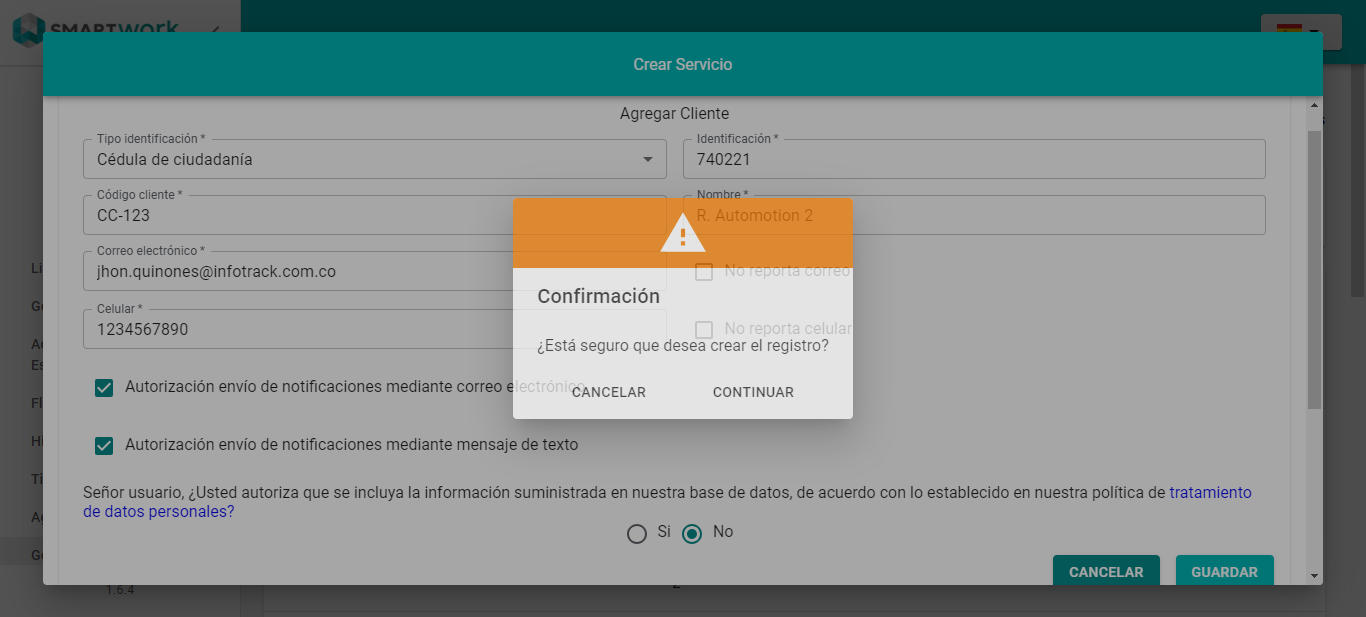 SMARTwork
Crear Servicio
Agregar Cliente
Tipo identificación *
Cédula de ciudadanía
Identificación *
740221
Código cliente *
CC-123
Nombre *
R. Automotion 2
Correo electrónico *
jhon.quinones@infotrack.com.co
No reporta correo
Celular *
1234567890
No reporta celular
Confirmación
¿Está seguro que desea crear el registro?
CANCELAR
CONTINUAR
Autorización envío de notificaciones mediante correo electrónico
Autorización envío de notificaciones mediante mensaje de texto
Señor usuario, ¿Usted autoriza que se incluya la información suministrada en nuestra base de datos, de acuerdo con lo establecido en nuestra política de tratamiento
de datos personales?
Si
No
CANCELAR
GUARDAR
1.6.4